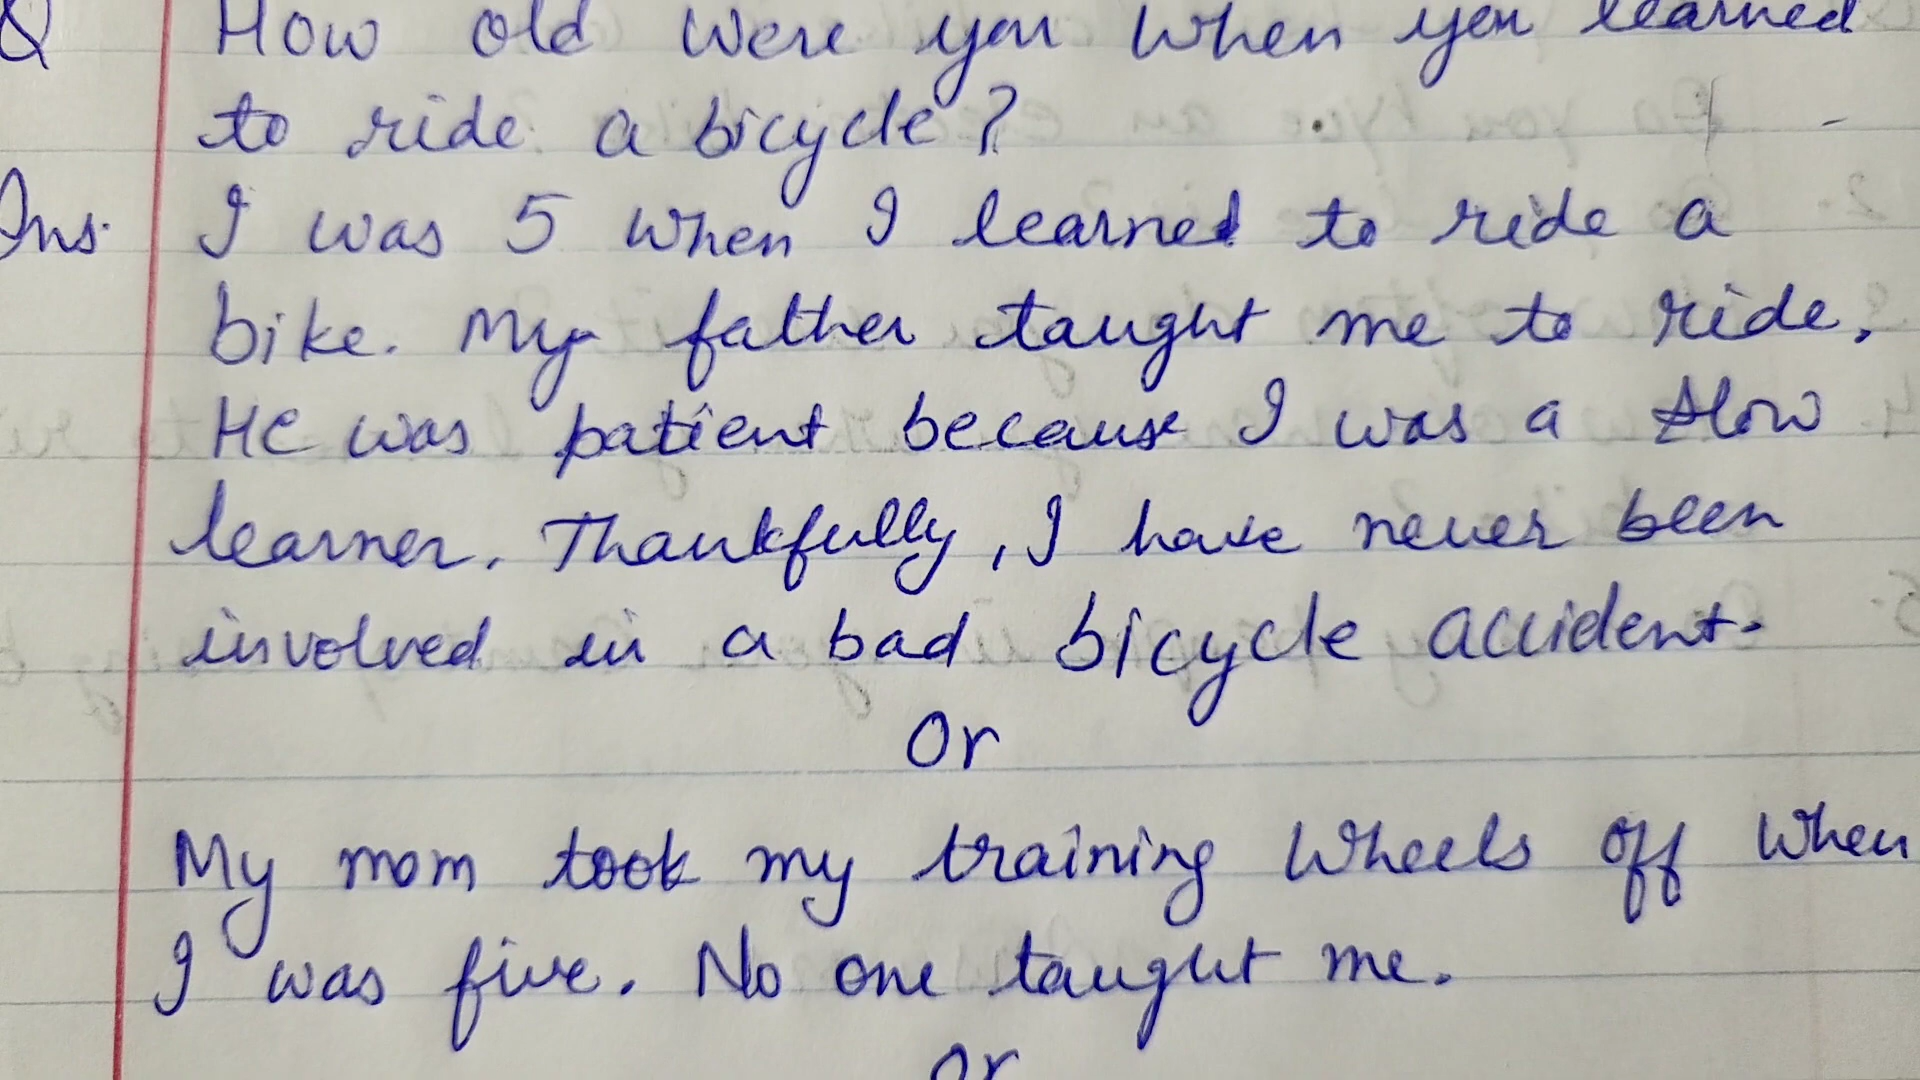 Q How old were you when you learned
to ride a bicycle?
Ans. I was 5 when I learned to ride a
bike. My father taught me to ride.
He was patient because I was a slow
learner. Thankfully, I have never been
involved in a bad bicycle accident.
Or
My mom took my training wheels off when
I was five. No one taught me.
or